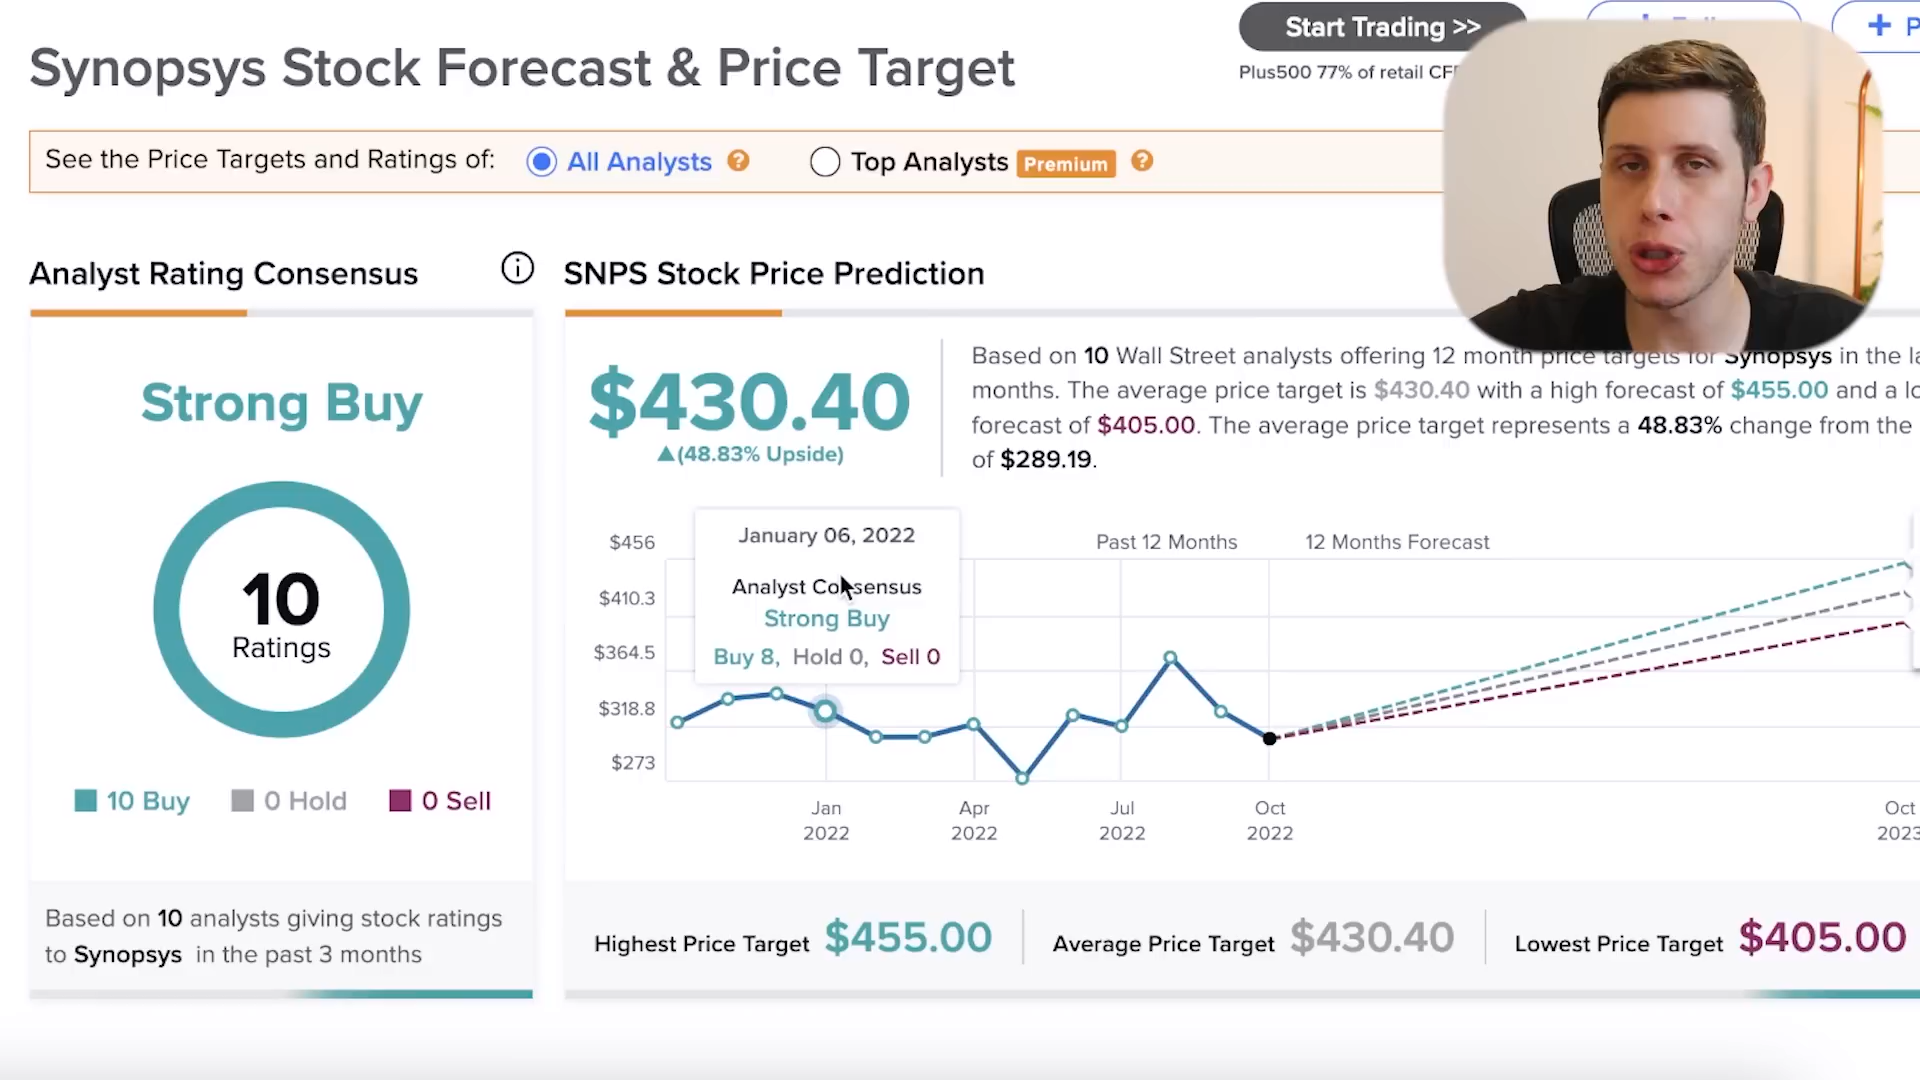 Start Trading >>
Plus500 77% of retail
Synopsys Stock Forecast & Price Target
See the Price Targets and Ratings of:
All Analysts ?
Top Analysts Premium ?
Analyst Rating Consensus
Strong Buy
10
Ratings
10 Buy
0 Hold
0 Sell
Based on 10 analysts giving stock ratings
to Synopsys in the past 3 months
SNPS Stock Price Prediction
$430.40
▲(48.83% Upside)
Based on 10 Wall Street analysts offering 12 month price targets for Synopsys in the
months. The average price target is $430.40 with a high forecast of $455.00 and a
forecast of $405.00. The average price target represents a 48.83% change from the
of $289.19.
January 06, 2022
Analyst Consensus
Strong Buy
Buy 8, Hold 0, Sell 0
Past 12 Months
12 Months Forecast
$456
$410.3
$364.5
$318.8
$273
Jan
2022
Apr
2022
Jul
2022
Oct
2022
Oct
2023
Highest Price Target $455.00
Average Price Target $430.40
Lowest Price Target $405.00